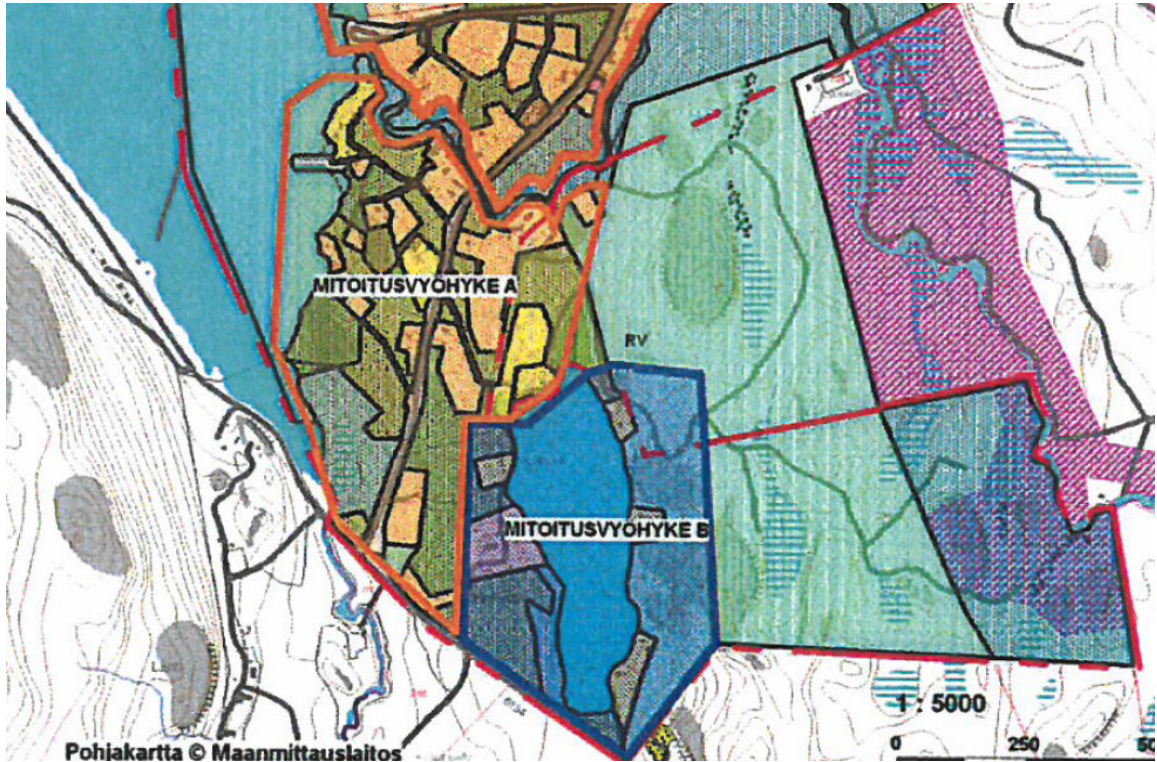 MITOITUSVYÖHYKE A
RV
MITOITUSVYÖHYKE B
1 : 5000
0 250
Pohjakartta © Maanmittauslaitos